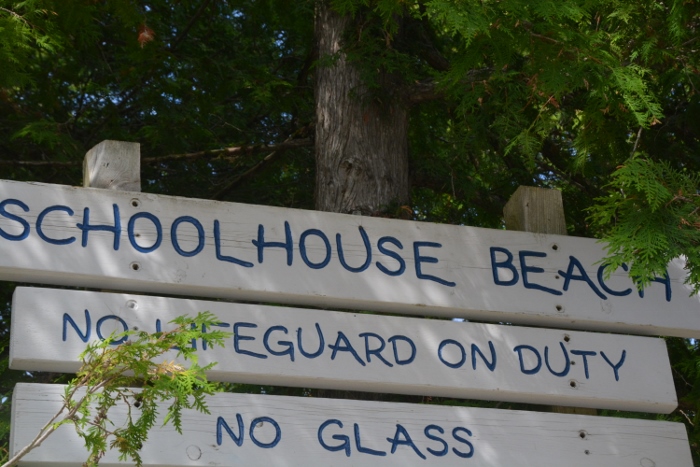 SCHOOLHOUSE BEACH
NO LIFEGUARD ON DUTY
NO GLASS